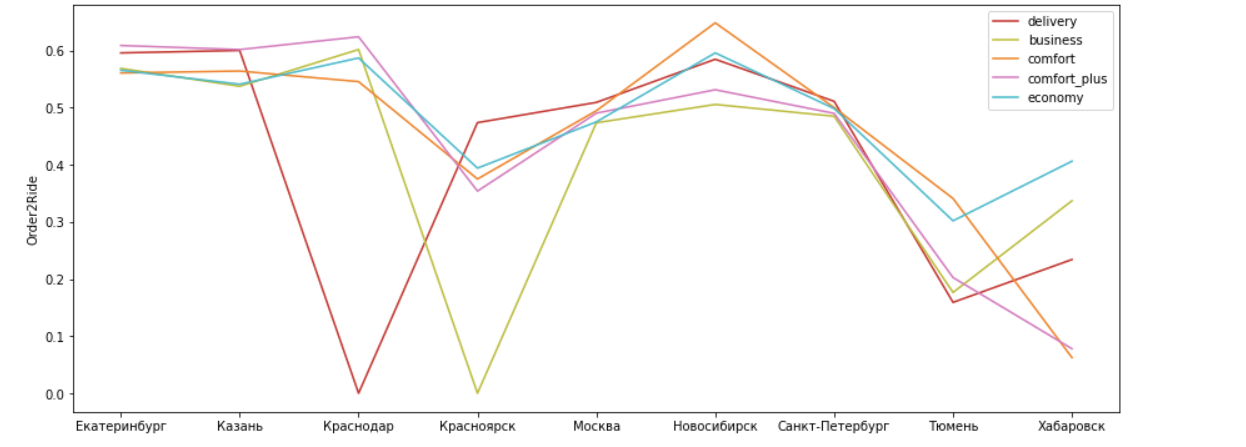 delivery
business
comfort
comfort_plus
economy
Order2Ride
0.6
0.5
0.4
0.3
0.2
0.1
0.0
Екатеринбург Казань Краснодар Красноярск Москва Новосибирск Санкт-Петербург Тюмень Хабаровск